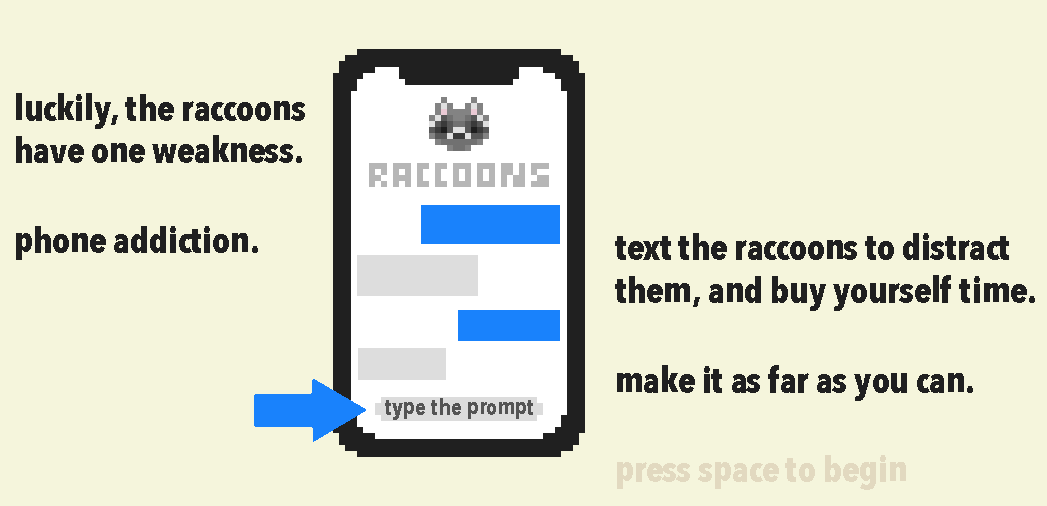 luckily, the raccoons
have one weakness.
phone addiction.
RACCOONS
type the prompt
text the raccoons to distract
them, and buy yourself time.
make it as far as you can.
press space to begin